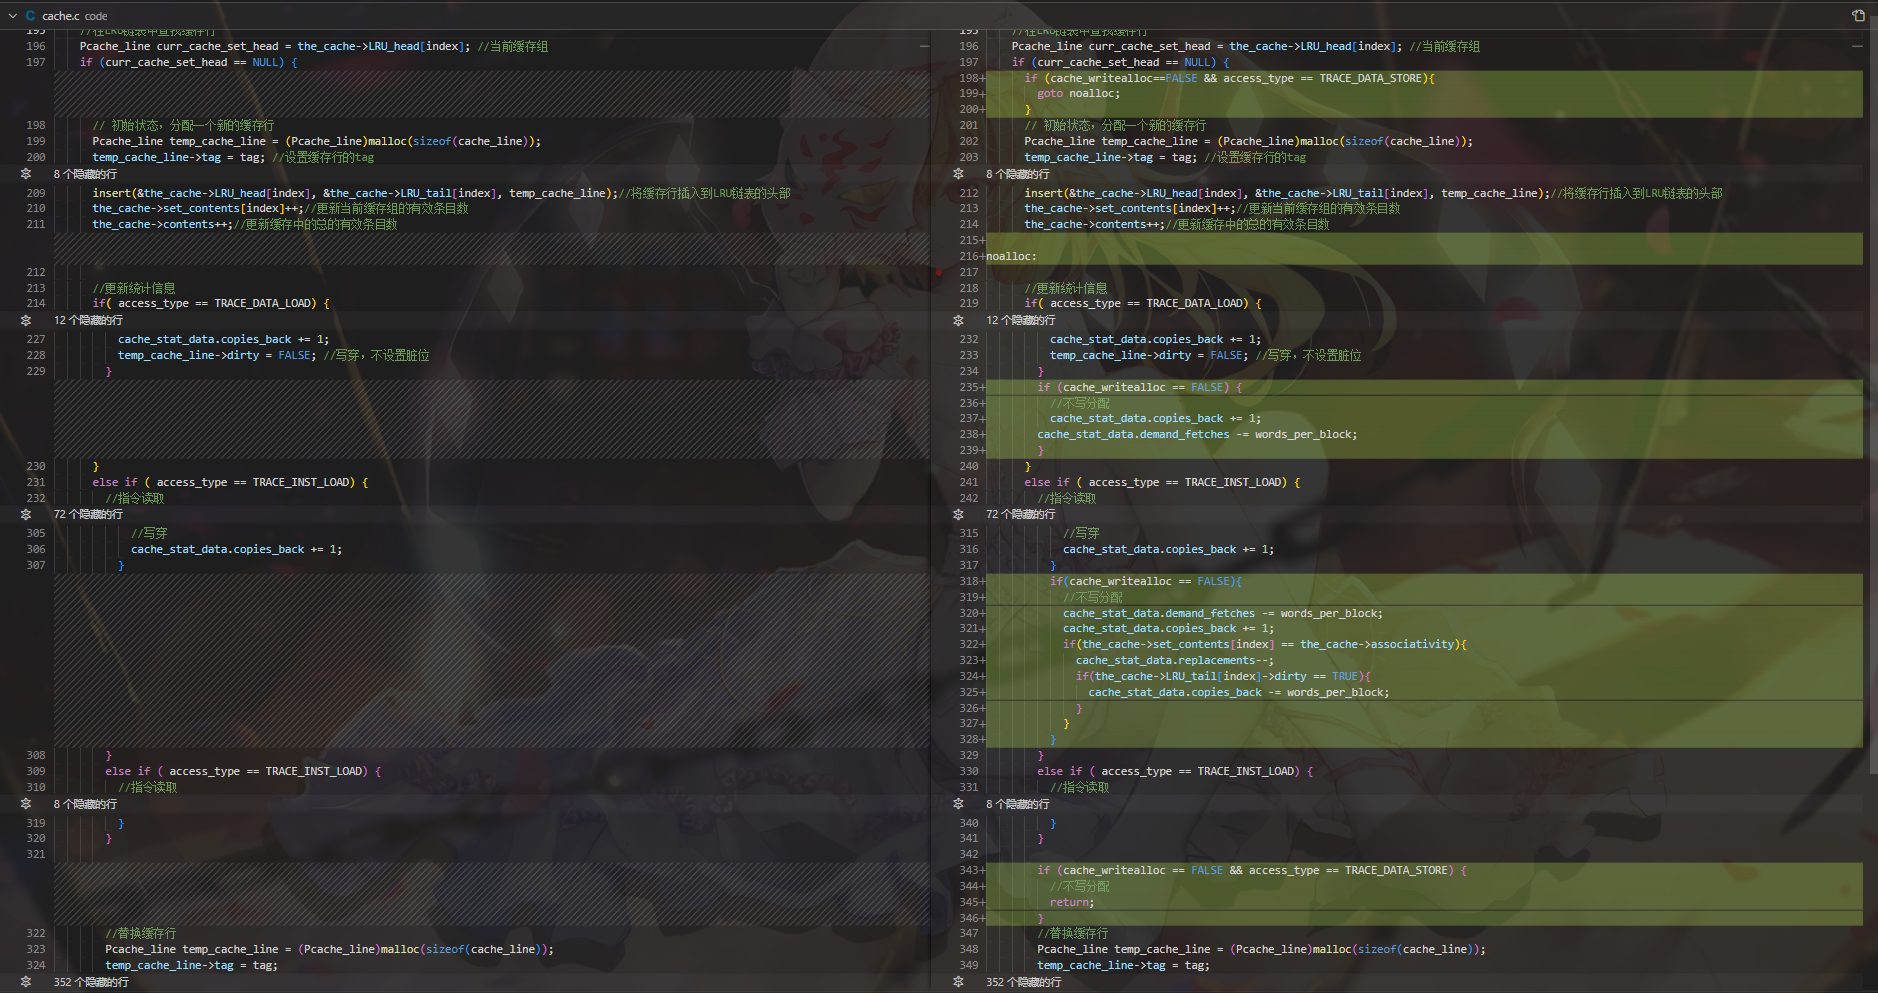 cache.c code
195 //在LRU链表中查找缓存行
196 Pcache_line curr_cache_set_head = the_cache->LRU_head[index]; //当前缓存组
197 if (curr_cache_set_head == NULL) {
198 // 初始状态，分配一个新的缓存行
199 Pcache_line temp_cache_line = (Pcache_line)malloc(sizeof(cache_line));
200 temp_cache_line->tag = tag; //设置缓存行的tag
8 个隐藏的行
209 insert(&the_cache->LRU_head[index], &the_cache->LRU_tail[index], temp_cache_line);//将缓存行插入到LRU链表的头部
210 the_cache->set_contents[index]++;//更新当前缓存组的有效条目数
211 the_cache->contents++;//更新缓存中的总的有效条目数
212
213 //更新统计信息
214 if( access_type == TRACE_DATA_LOAD) {
12 个隐藏的行
227 cache_stat_data.copies_back += 1;
228 temp_cache_line->dirty = FALSE; //写穿，不设置脏位
229 }
230 }
231 else if ( access_type == TRACE_INST_LOAD) {
232 //指令读取
72 个隐藏的行
305 //写穿
306 cache_stat_data.copies_back += 1;
307 }
308 }
309 else if ( access_type == TRACE_INST_LOAD) {
310 //指令读取
8 个隐藏的行
319 }
320 }
321
322 //替换缓存行
323 Pcache_line temp_cache_line = (Pcache_line)malloc(sizeof(cache_line));
324 temp_cache_line->tag = tag;
352 个隐藏的行
195 //在LRU链表中查找缓存行
196 Pcache_line curr_cache_set_head = the_cache->LRU_head[index]; //当前缓存组
197 if (curr_cache_set_head == NULL) {
198+ if (cache_writealloc==FALSE && access_type == TRACE_DATA_STORE){
199+ goto noalloc;
200+ }
201 // 初始状态，分配一个新的缓存行
202 Pcache_line temp_cache_line = (Pcache_line)malloc(sizeof(cache_line));
203 temp_cache_line->tag = tag; //设置缓存行的tag
8 个隐藏的行
212 insert(&the_cache->LRU_head[index], &the_cache->LRU_tail[index], temp_cache_line);//将缓存行插入到LRU链表的头部
213 the_cache->set_contents[index]++;//更新当前缓存组的有效条目数
214 the_cache->contents++;//更新缓存中的总的有效条目数
215+
216+ noalloc:
217
218 //更新统计信息
219 if( access_type == TRACE_DATA_LOAD) {
12 个隐藏的行
232 cache_stat_data.copies_back += 1;
233 temp_cache_line->dirty = FALSE; //写穿，不设置脏位
234 }
235+ if (cache_writealloc == FALSE) {
236+ //不写分配
237+ cache_stat_data.copies_back += 1;
238+ cache_stat_data.demand_fetches -= words_per_block;
239+ }
240 }
241 else if ( access_type == TRACE_INST_LOAD) {
242 //指令读取
72 个隐藏的行
315 //写穿
316 cache_stat_data.copies_back += 1;
317 }
318+ if(cache_writealloc == FALSE){
319+ //不写分配
320+ cache_stat_data.demand_fetches -= words_per_block;
321+ cache_stat_data.copies_back += 1;
322+ if(the_cache->set_contents[index] == the_cache->associativity){
323+ cache_stat_data.replacements--;
324+ if(the_cache->LRU_tail[index]->dirty == TRUE){
325+ cache_stat_data.copies_back -= words_per_block;
326+ }
327+ }
328+ }
329 }
330 else if ( access_type == TRACE_INST_LOAD) {
331 //指令读取
8 个隐藏的行
340 }
341 }
342
343+ if (cache_writealloc == FALSE && access_type == TRACE_DATA_STORE) {
344+ //不写分配
345+ return;
346+ }
347 //替换缓存行
348 Pcache_line temp_cache_line = (Pcache_line)malloc(sizeof(cache_line));
349 temp_cache_line->tag = tag;
352 个隐藏的行